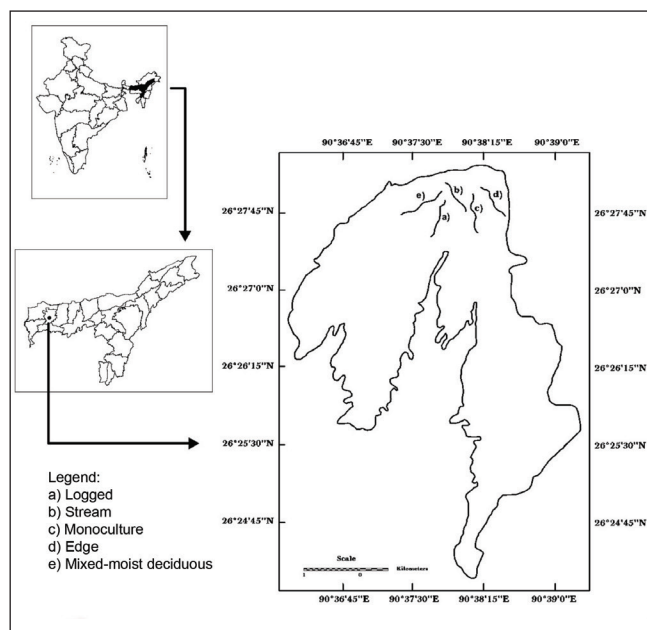 90°36'45"E 90°37'30"E 90°38'15"E 90°39'0"E
e) b) d)
26°27'45"N a) c) 26°27'45"N
26°27'0"N 26°27'0"N
26°26'15"N 26°26'15"N
26°25'30"N 26°25'30"N
26°24'45"N 26°24'45"N
Legend:
a) Logged
b) Stream
c) Monoculture
d) Edge
e) Mixed-moist deciduous
Scale
Kilometers
1 0
90°36'45"E 90°37'30"E 90°38'15"E 90°39'0"E